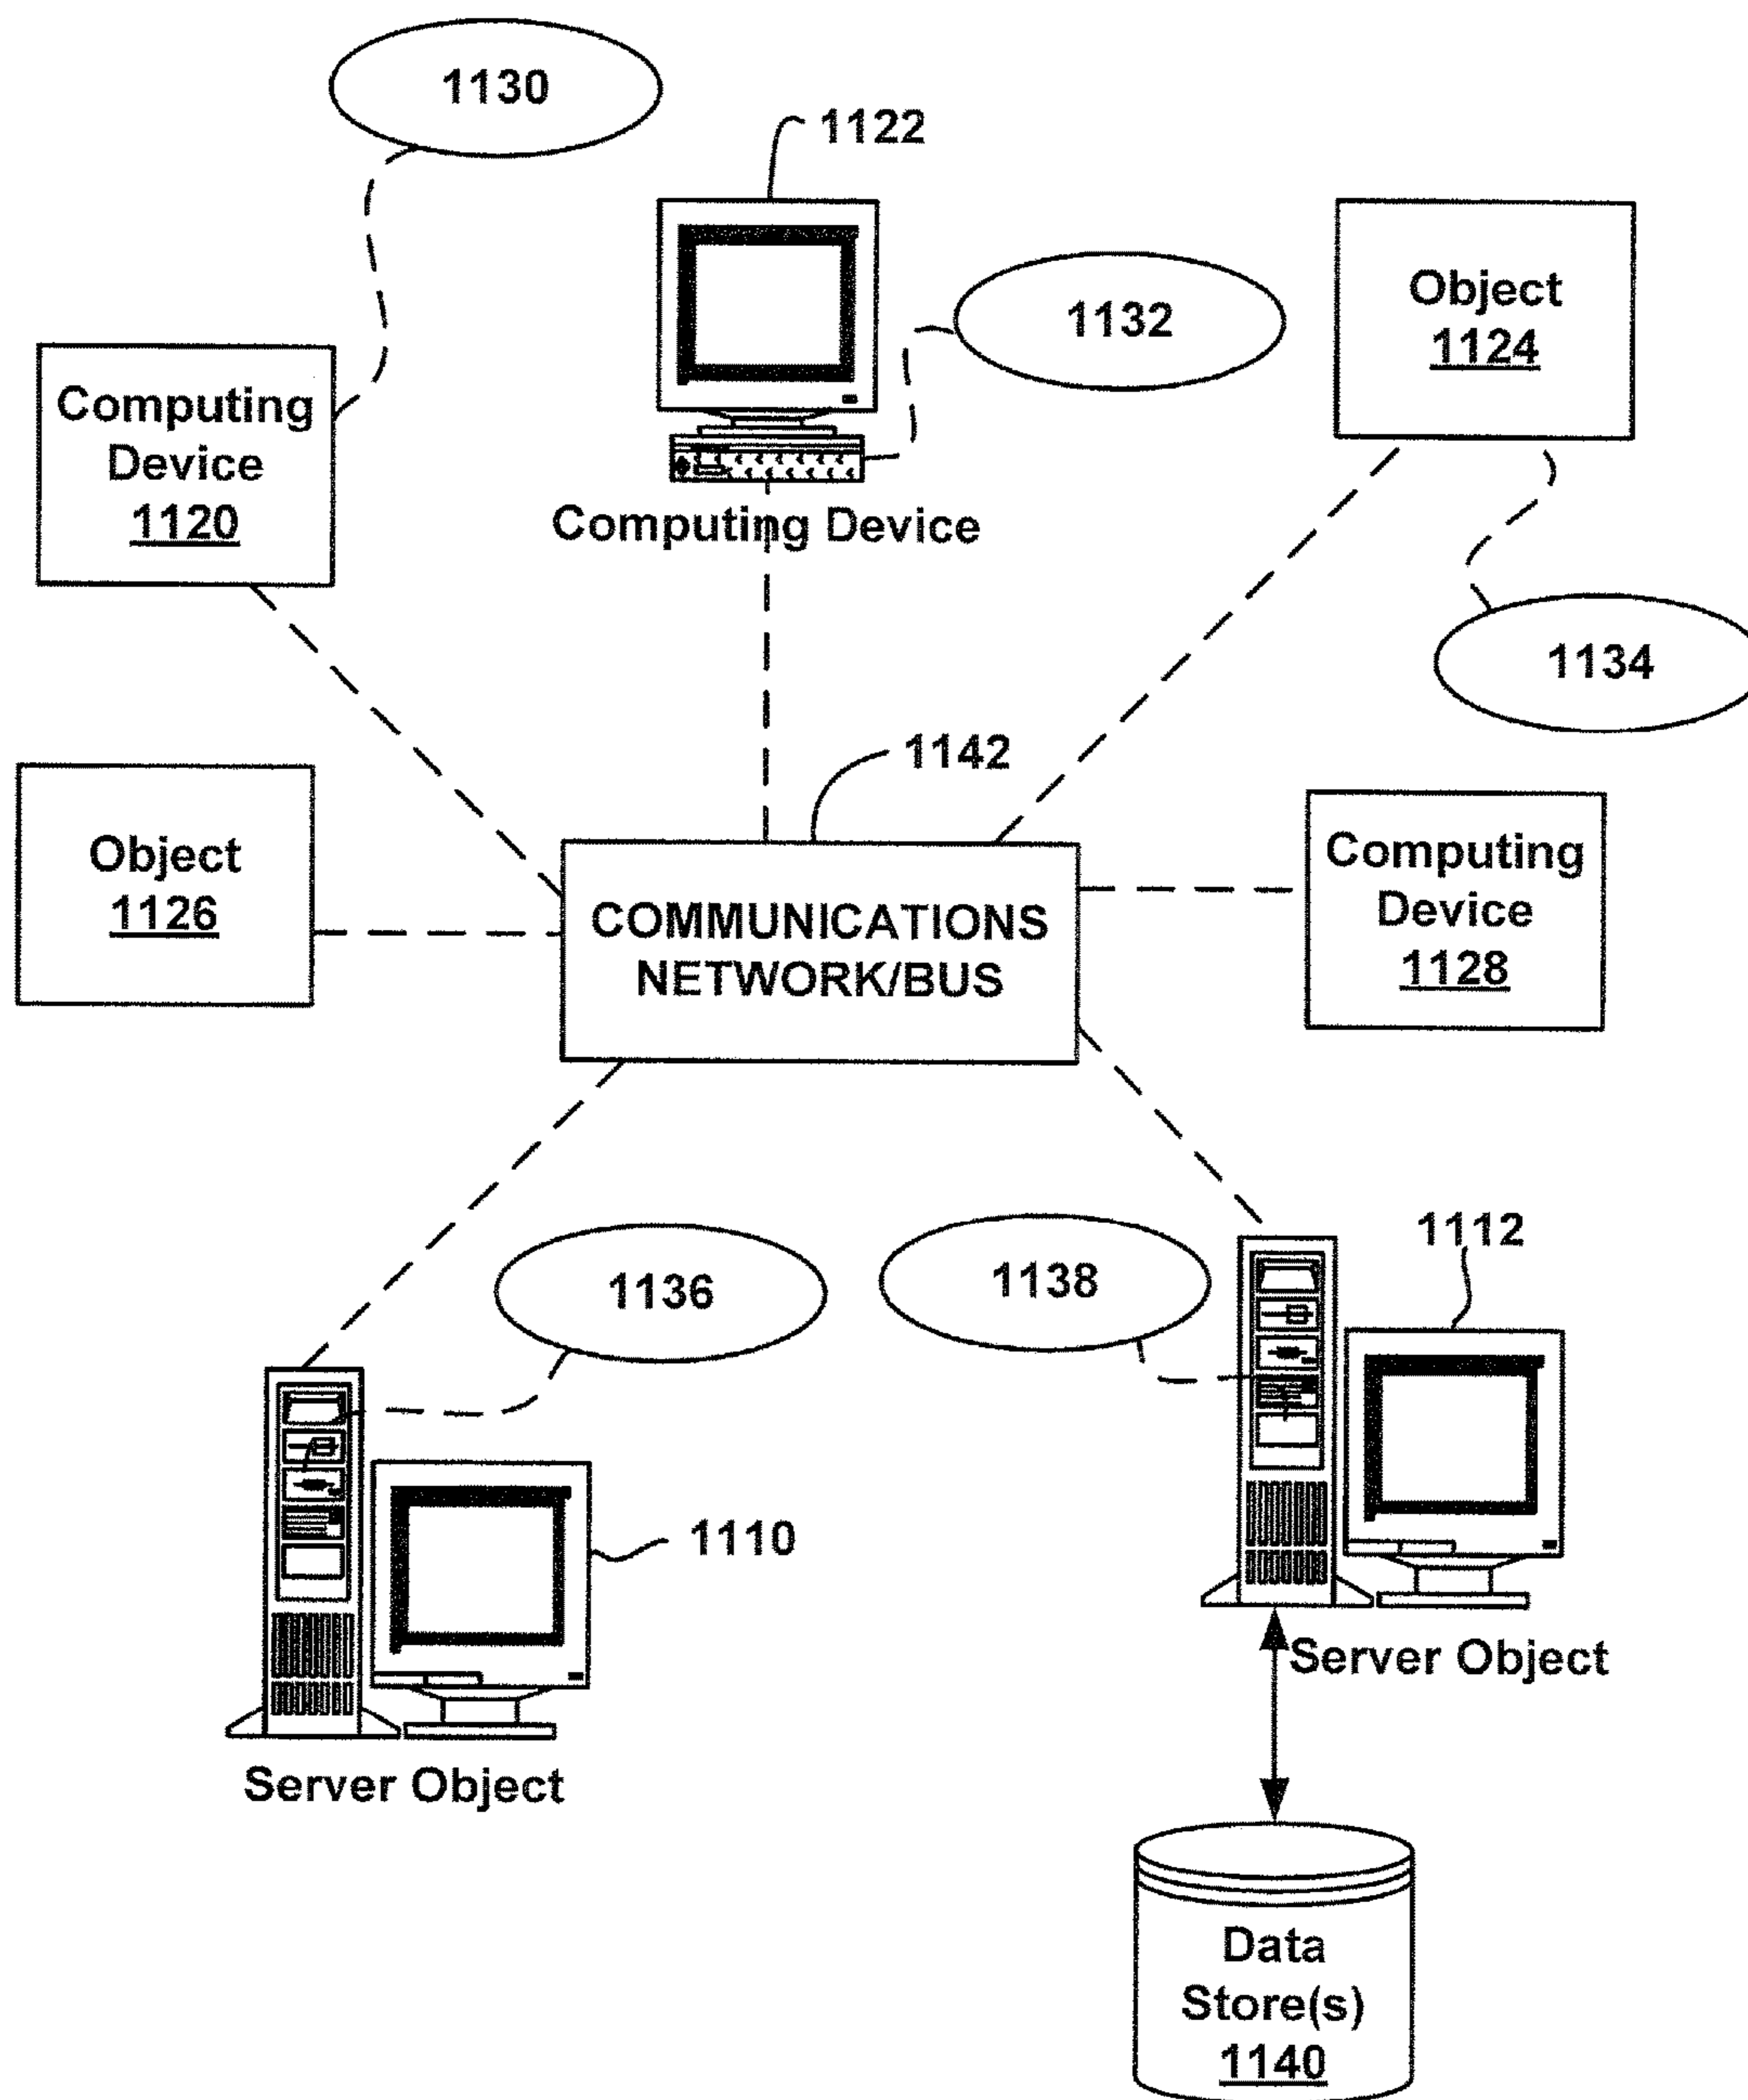 1130
1122
Object
1124
1132
Computing
Device
1120
Computing Device
1134
1142
Object
1126
COMMUNICATIONS
NETWORK/BUS
Computing
Device
1128
1112
1136
1138
1110
Server Object
Server Object
Data
Store(s)
1140